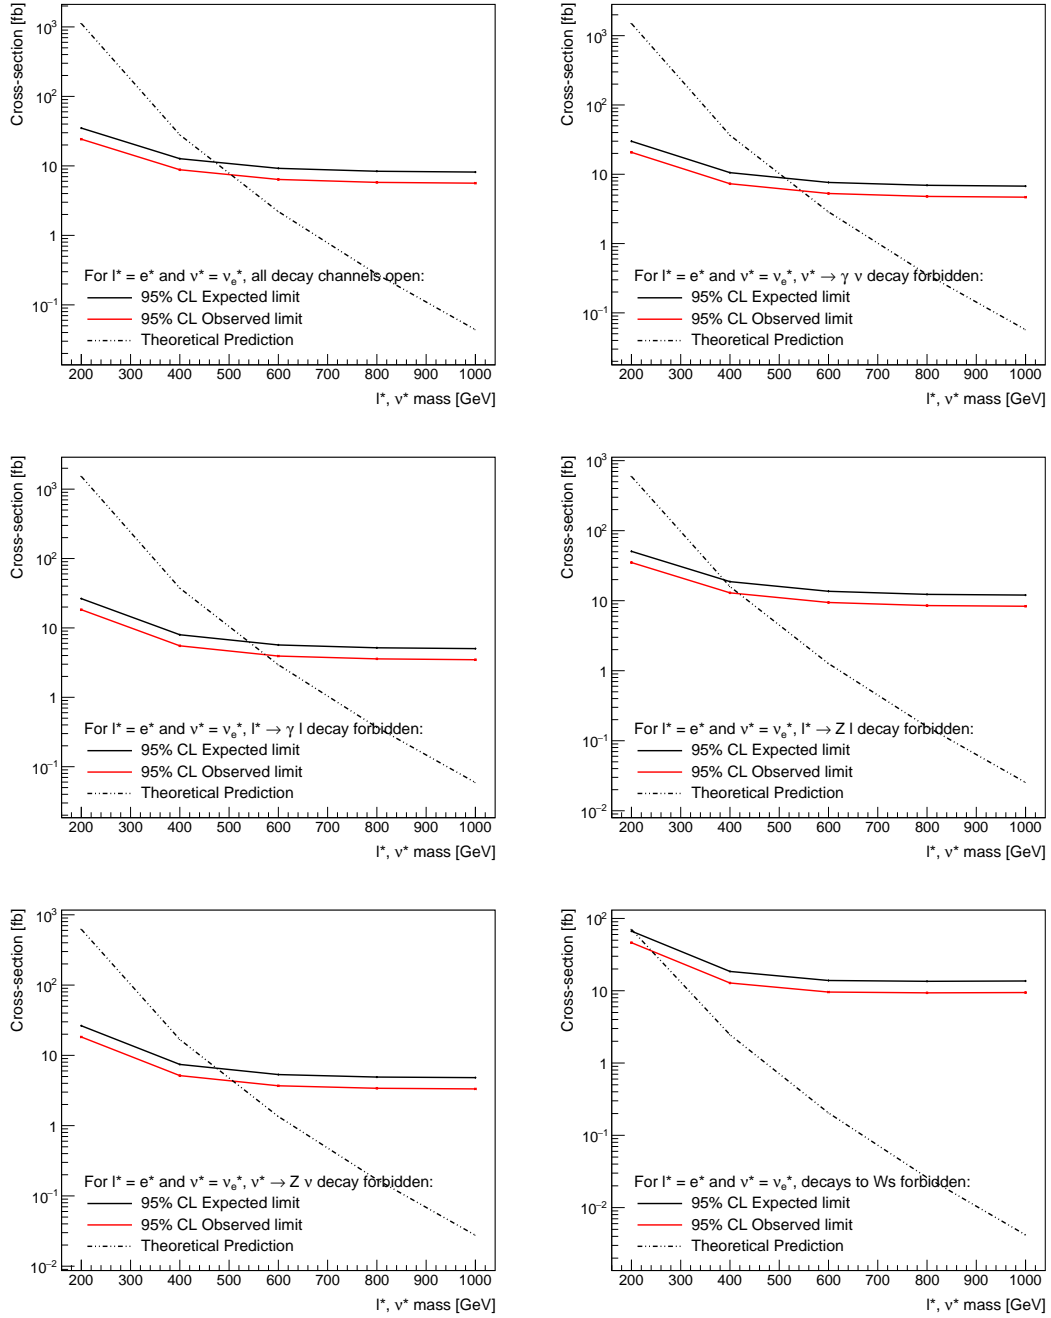 Cross-section [fb]
10³
10²
10
1
10⁻¹
For l* = e* and ν* = νₑ*, all decay channels open:
95% CL Expected limit
95% CL Observed limit
Theoretical Prediction
200 300 400 500 600 700 800 900 1000
l*, ν* mass [GeV]
Cross-section [fb]
10³
10²
10
1
10⁻¹
For l* = e* and ν* = νₑ*, ν* → γ ν decay forbidden:
95% CL Expected limit
95% CL Observed limit
Theoretical Prediction
200 300 400 500 600 700 800 900 1000
l*, ν* mass [GeV]
Cross-section [fb]
10³
10²
10
1
10⁻¹
For l* = e* and ν* = νₑ*, l* → γ l decay forbidden:
95% CL Expected limit
95% CL Observed limit
Theoretical Prediction
200 300 400 500 600 700 800 900 1000
l*, ν* mass [GeV]
Cross-section [fb]
10³
10²
10
1
10⁻¹
10⁻²
For l* = e* and ν* = νₑ*, l* → Z l decay forbidden:
95% CL Expected limit
95% CL Observed limit
Theoretical Prediction
200 300 400 500 600 700 800 900 1000
l*, ν* mass [GeV]
Cross-section [fb]
10³
10²
10
1
10⁻¹
10⁻²
For l* = e* and ν* = νₑ*, ν* → Z ν decay forbidden:
95% CL Expected limit
95% CL Observed limit
Theoretical Prediction
200 300 400 500 600 700 800 900 1000
l*, ν* mass [GeV]
Cross-section [fb]
10²
10
1
10⁻¹
10⁻²
For l* = e* and ν* = νₑ*, decays to Ws forbidden:
95% CL Expected limit
95% CL Observed limit
Theoretical Prediction
200 300 400 500 600 700 800 900 1000
l*, ν* mass [GeV]